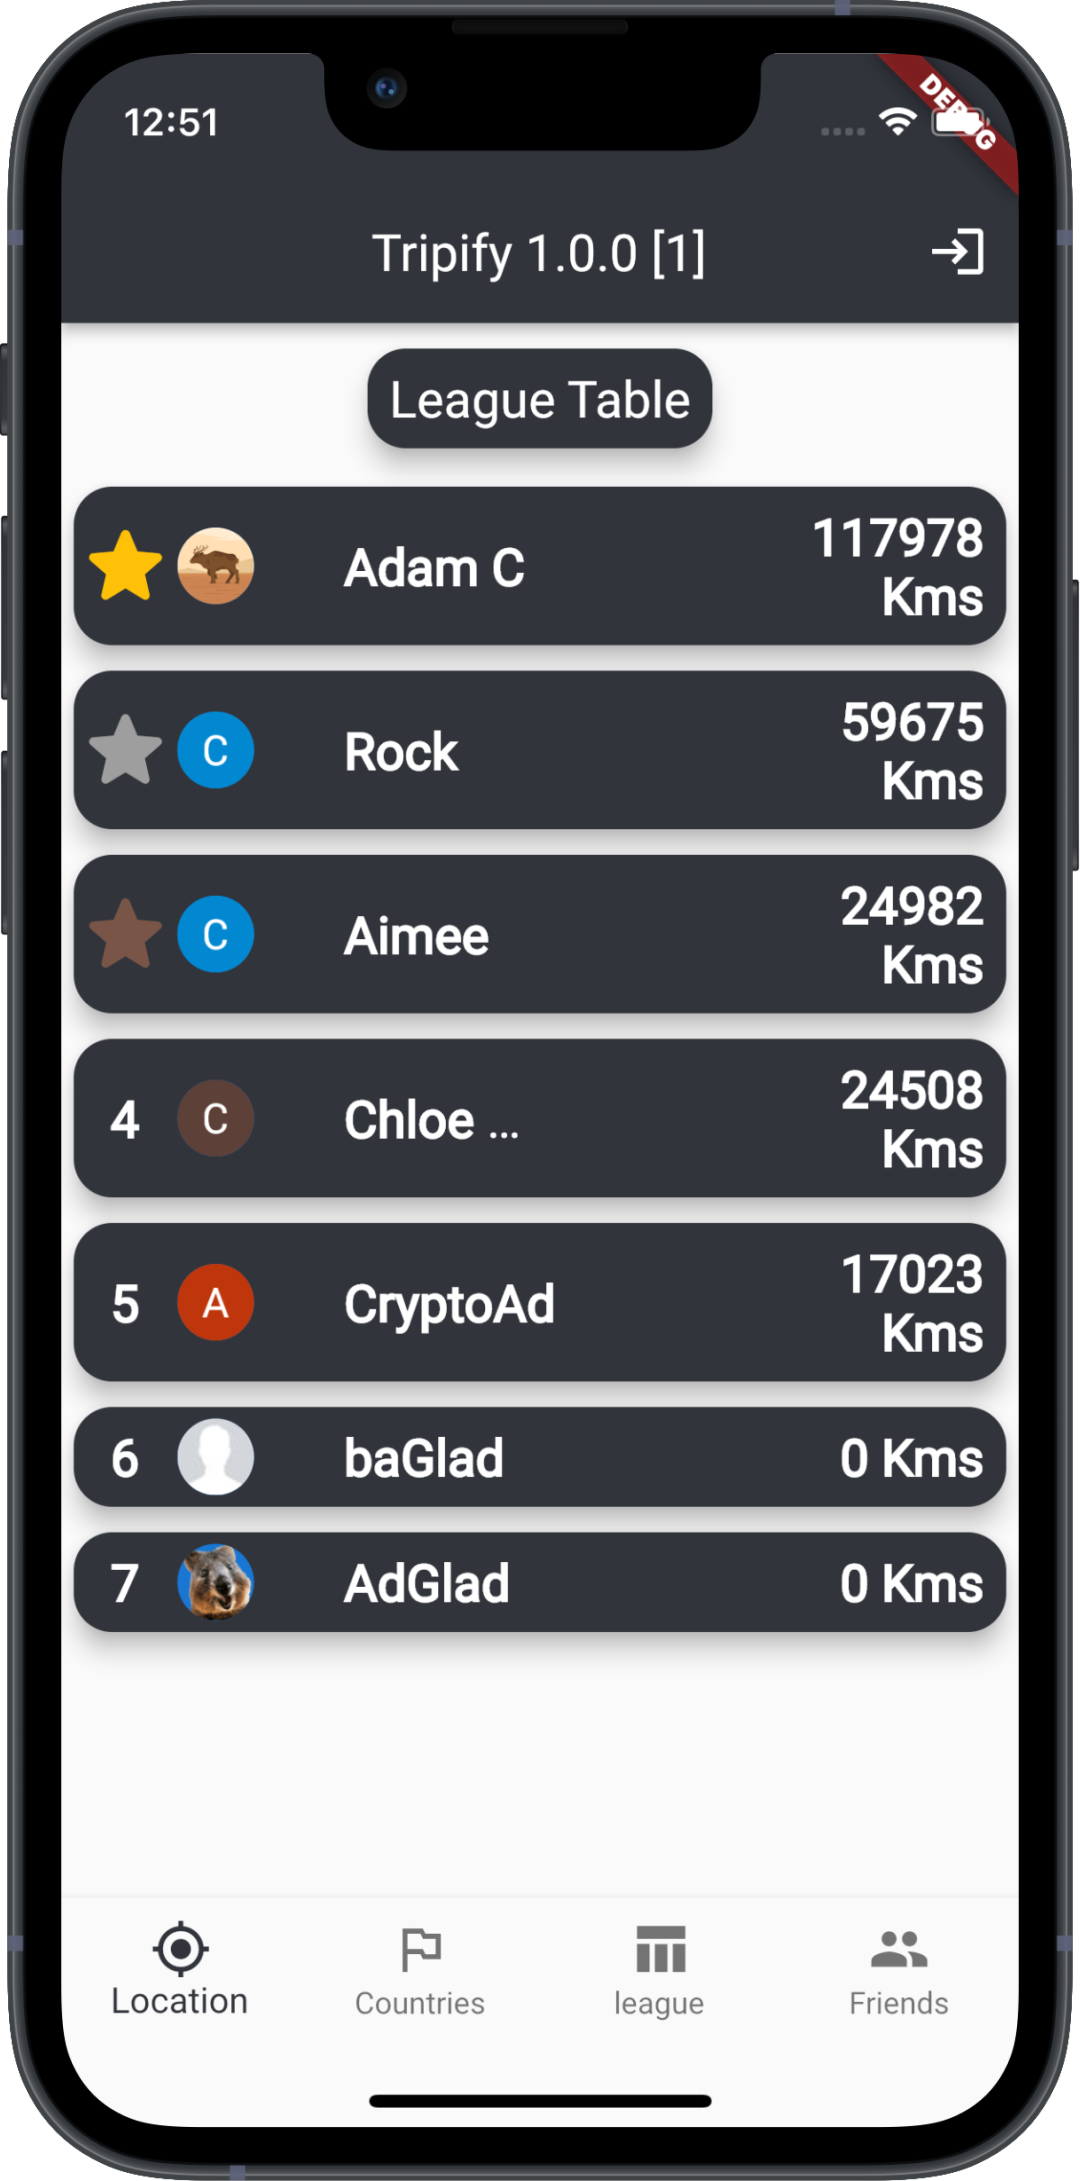 12:51
DEBUG
Tripify 1.0.0 [1]
League Table
Adam C
117978
Kms
C
Rock
59675
Kms
C
Aimee
24982
Kms
4
C
Chloe ...
24508
Kms
5
A
CryptoAd
17023
Kms
6
baGlad
0 Kms
7
AdGlad
0 Kms
Location
Countries
league
Friends